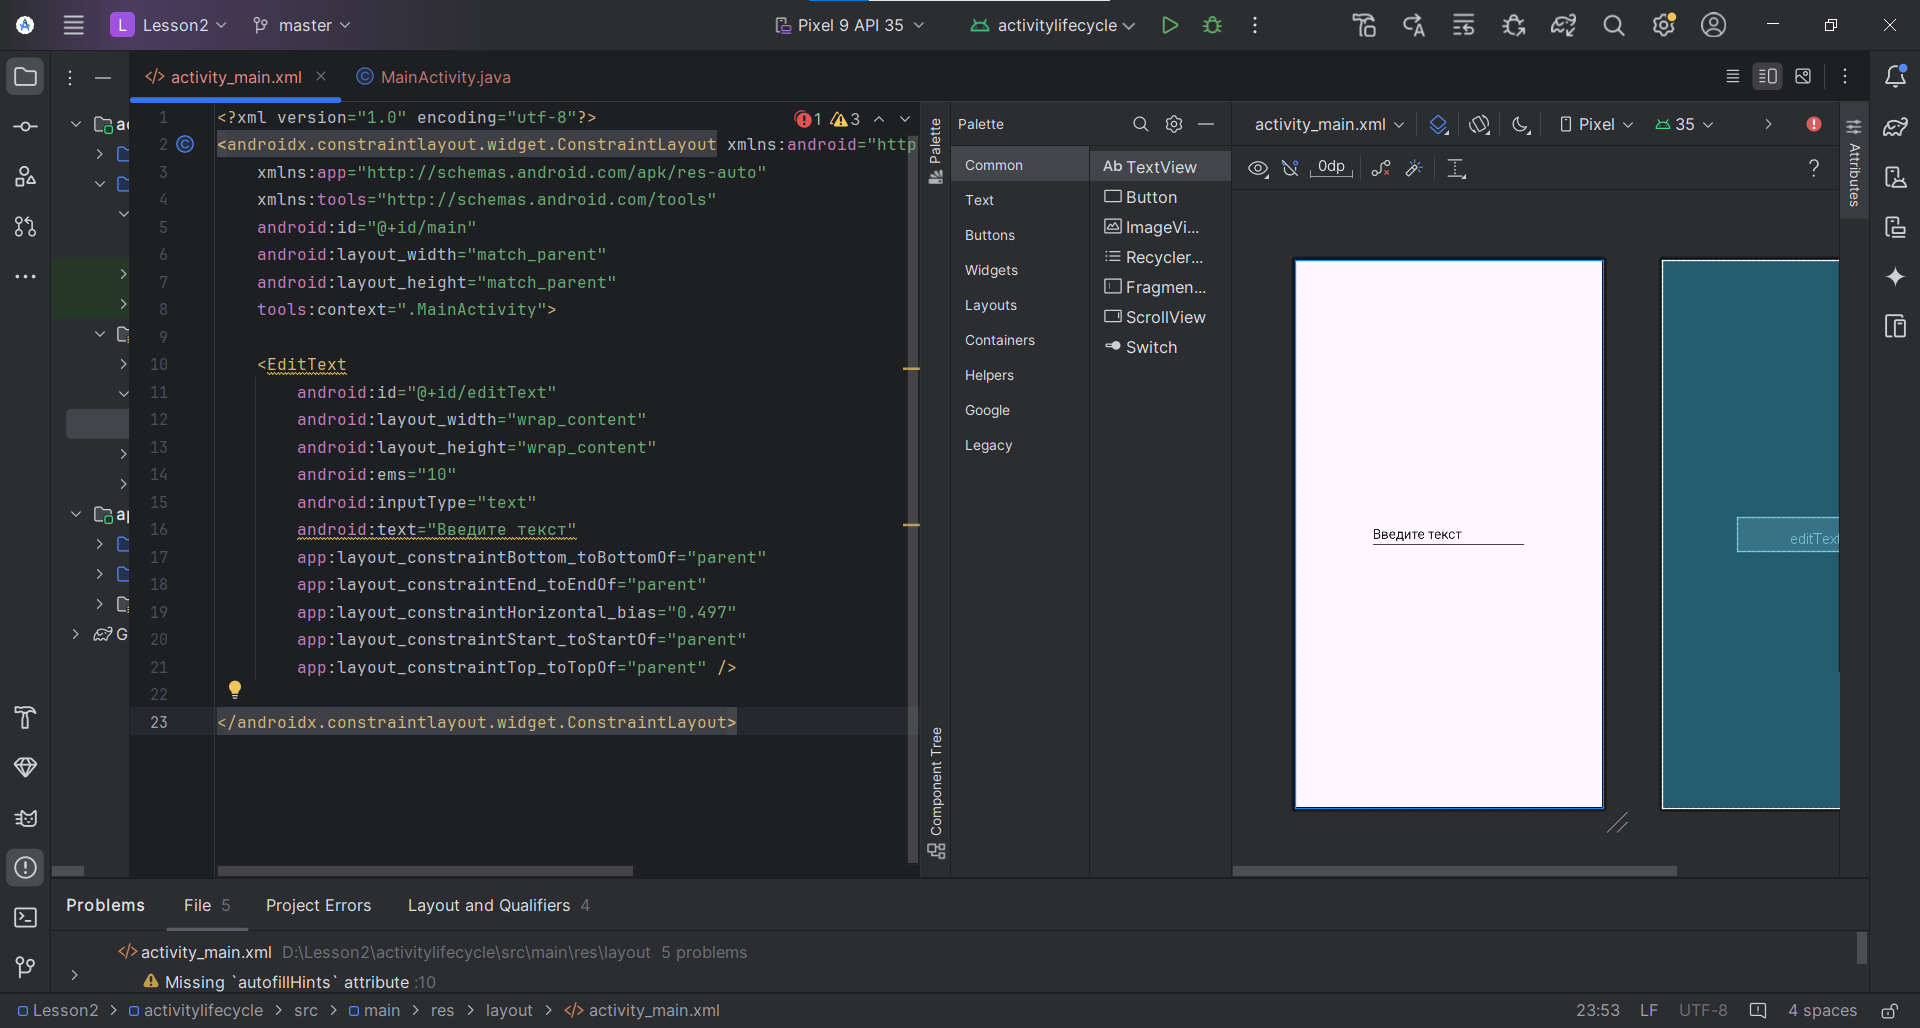 L Lesson2 master Pixel 9 API 35 activitylifecycle
activity_main.xml MainActivity.java
1 <?xml version="1.0" encoding="utf-8"?> 1 3
2 <androidx.constraintlayout.widget.ConstraintLayout xmlns:android="http
3 xmlns:app="http://schemas.android.com/apk/res-auto"
4 xmlns:tools="http://schemas.android.com/tools"
5 android:id="@+id/main"
6 android:layout_width="match_parent"
7 android:layout_height="match_parent"
8 tools:context=".MainActivity">
9
10 <EditText
11 android:id="@+id/editText"
12 android:layout_width="wrap_content"
13 android:layout_height="wrap_content"
14 android:ems="10"
15 android:inputType="text"
16 android:text="Введите текст"
17 app:layout_constraintBottom_toBottomOf="parent"
18 app:layout_constraintEnd_toEndOf="parent"
19 app:layout_constraintHorizontal_bias="0.497"
20 app:layout_constraintStart_toStartOf="parent"
21 app:layout_constraintTop_toTopOf="parent" />
22
23 </androidx.constraintlayout.widget.ConstraintLayout>
Palette
Component Tree
Palette
Common
Text
Buttons
Widgets
Layouts
Containers
Helpers
Google
Legacy
Ab TextView
Button
ImageVi...
Recycler...
Fragmen...
ScrollView
Switch
activity_main.xml Pixel 35
0dp ?
Attributes
Введите текст
editText
Problems File 5 Project Errors Layout and Qualifiers 4
activity_main.xml D:\Lesson2\activitylifecycle\src\main\res\layout 5 problems
Missing `autofillHints` attribute :10
Lesson2 > activitylifecycle > src > main > res > layout > activity_main.xml 23:53 LF UTF-8 4 spaces